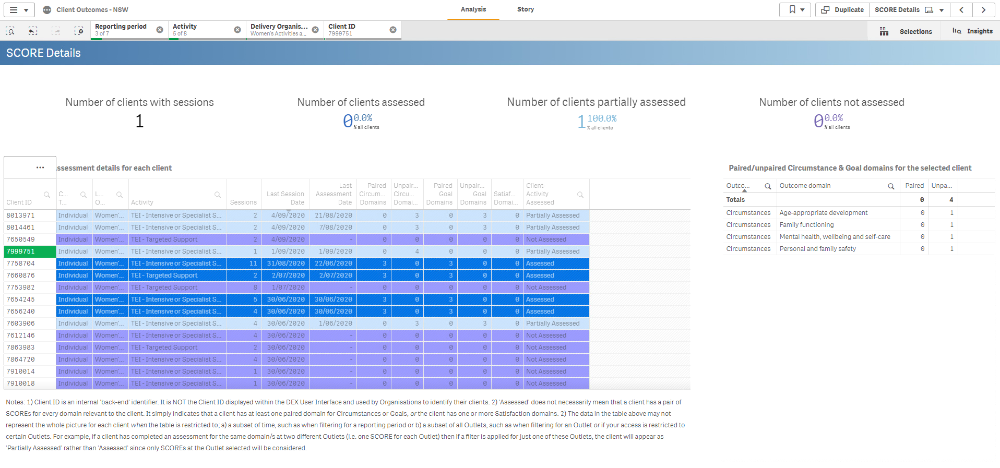 Client Outcomes - NSW
Analysis
Story
Duplicate
SCORE Details
Reporting period
3 of 7
Activity
5 of 8
Delivery Organis...
Women's Activities a...
Client ID
7999751
Selections
Insights
SCORE Details
Number of clients with sessions
1
Number of clients assessed
0 0.0%
% all clients
Number of clients partially assessed
1 100.0%
% all clients
Number of clients not assessed
0 0.0%
% all clients
... ssessment details for each client
Client ID C... T... L... O... Activity Sessions Last Session Date Last Assessment Date Paired Circum... Domains Unpair... Circu... Domai... Paired Goal Domains Unpair... Goal Domains Satisf... Domai... Client-Activity Assessed
8013971 Individual Women'... TEI - Intensive or Specialist S... 2 4/09/2020 21/08/2020 0 3 0 3 0 Partially Assessed
8014461 Individual Women'... TEI - Intensive or Specialist S... 2 4/09/2020 7/08/2020 0 3 0 3 0 Partially Assessed
7650549 Individual Women'... TEI - Targeted Support 2 4/09/2020 - 0 0 0 0 0 Not Assessed
7999751 Individual Women'... TEI - Intensive or Specialist S... 1 1/09/2020 1/09/2020 0 4 0 0 0 Partially Assessed
7758704 Individual Women'... TEI - Intensive or Specialist S... 11 31/08/2020 22/06/2020 3 0 3 0 0 Assessed
7660876 Individual Women'... TEI - Targeted Support 2 2/07/2020 2/07/2020 3 0 3 0 0 Assessed
7753982 Individual Women'... TEI - Targeted Support 8 1/07/2020 - 0 0 0 0 0 Not Assessed
7654245 Individual Women'... TEI - Intensive or Specialist S... 5 30/06/2020 30/06/2020 3 0 3 0 0 Assessed
7656240 Individual Women'... TEI - Intensive or Specialist S... 4 30/06/2020 30/06/2020 3 0 3 0 0 Assessed
7603906 Individual Women'... TEI - Intensive or Specialist S... 4 30/06/2020 1/06/2020 0 3 0 3 0 Partially Assessed
7612146 Individual Women'... TEI - Intensive or Specialist S... 4 30/06/2020 - 0 0 0 0 0 Not Assessed
7863983 Individual Women'... TEI - Targeted Support 2 30/06/2020 - 0 0 0 0 0 Not Assessed
7864720 Individual Women'... TEI - Intensive or Specialist S... 4 30/06/2020 - 0 0 0 0 0 Not Assessed
7910014 Individual Women'... TEI - Intensive or Specialist S... 1 30/06/2020 - 0 0 0 0 0 Not Assessed
7910018 Individual Women'... TEI - Intensive or Specialist S... 1 30/06/2020 - 0 0 0 0 0 Not Assessed
Paired/unpaired Circumstance & Goal domains for the selected client
Outco... Outcome domain Paired Unpa...
Totals 0 4
Circumstances Age-appropriate development 0 1
Circumstances Family functioning 0 1
Circumstances Mental health, wellbeing and self-care 0 1
Circumstances Personal and family safety 0 1
Notes: 1) Client ID is an internal 'back-end' identifier. It is NOT the Client ID displayed within the DEX User Interface and used by Organisations to identify their clients. 2) 'Assessed' does not necessarily mean that a client has a pair of
SCOREs for every domain relevant to the client. It simply indicates that a client has at least one paired domain for Circumstances or Goals, or the client has one or more Satisfaction domains. 2) The data in the table above may not
represent the whole picture for each client when the table is restricted to; a) a subset of time, such as when filtering for a reporting period or b) a subset of all Outlets, such as when filtering for an Outlet or if your access is restricted to
certain Outlets. For example, if a client has completed an assessment for the same domain/s at two different Outlets (i.e. one SCORE for each Outlet) then if a filter is applied for just one of these Outlets, the client will appear as
'Partially Assessed' rather than 'Assessed' since only SCOREs at the Outlet selected will be considered.